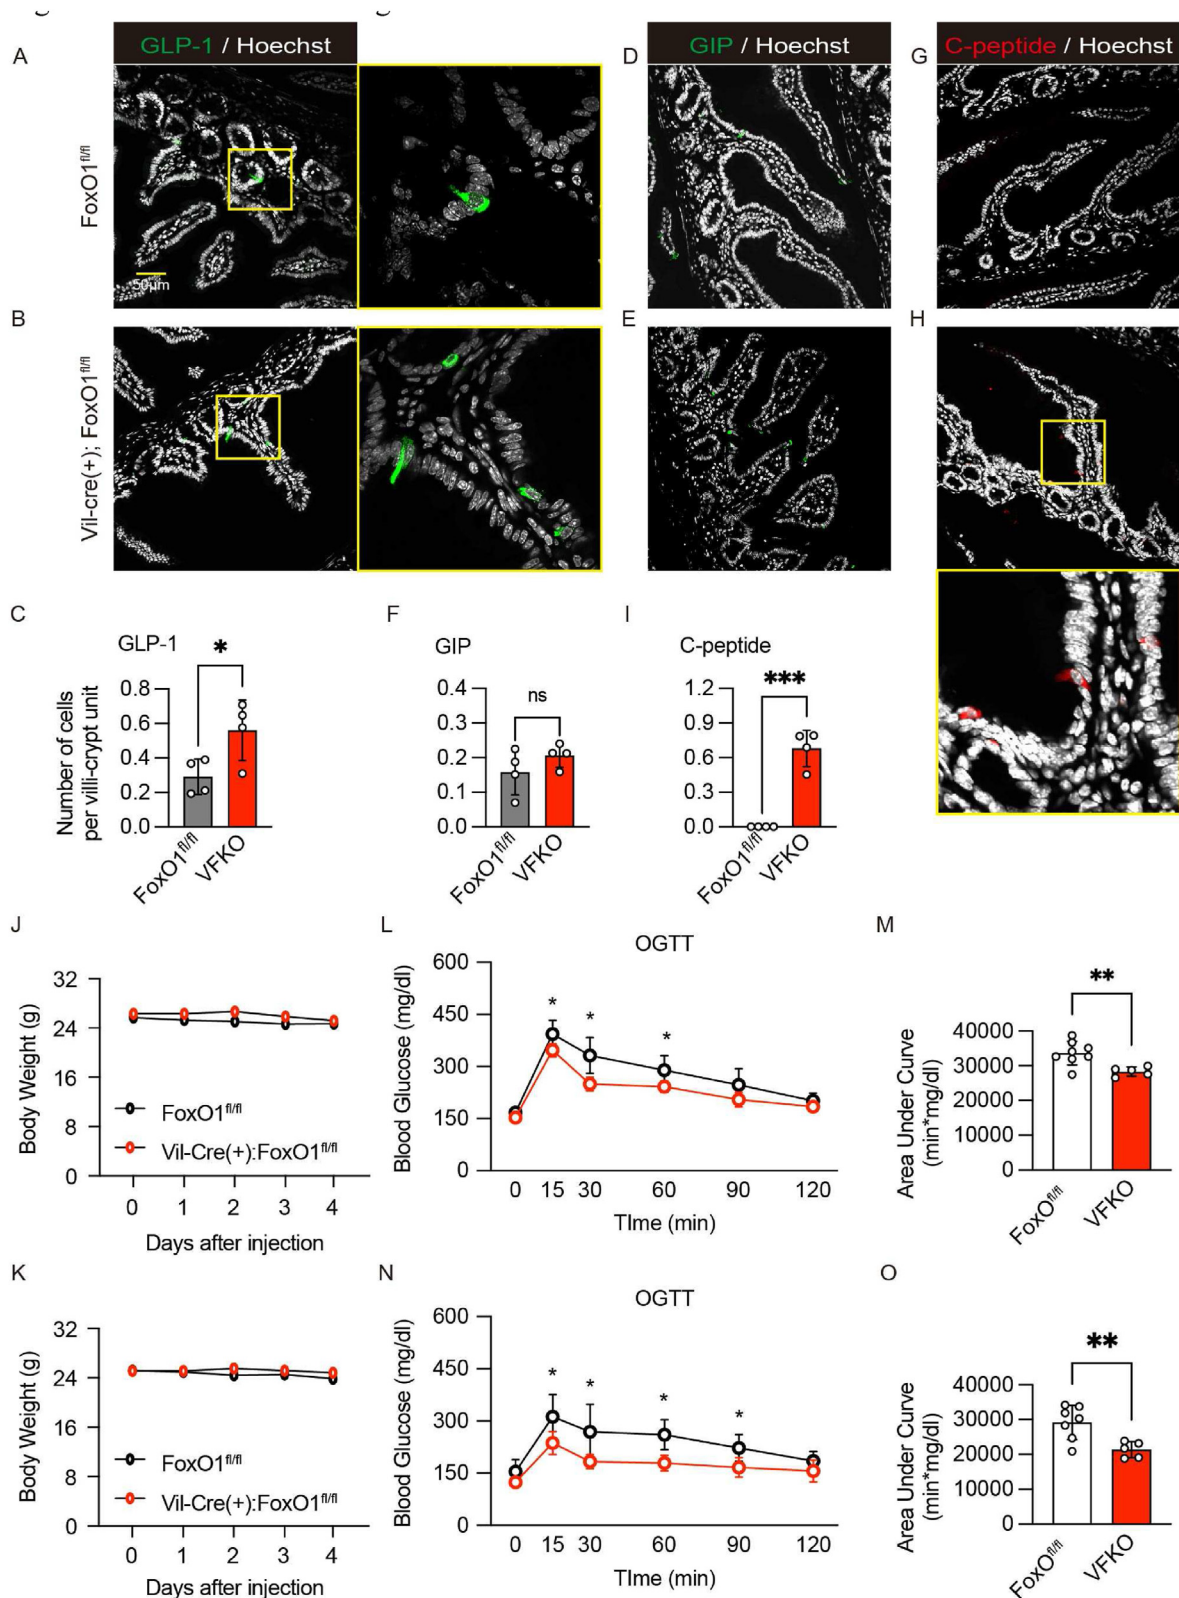 A
GLP-1 / Hoechst
D
GIP / Hoechst
G
C-peptide / Hoechst
FoxO1fl/fl
50μm
B
E
H
Vil-cre(+); FoxO1fl/fl
C
GLP-1
*
Number of cells
per villi-crypt unit
0.8
0.6
0.4
0.2
0.0
FoxO1fl/fl
VFKO
F
GIP
ns
0.4
0.3
0.2
0.1
0.0
FoxO1fl/fl
VFKO
I
C-peptide
***
1.2
0.9
0.6
0.3
0.0
FoxO1fl/fl
VFKO
J
Body Weight (g)
32
24
16
8
0
FoxO1fl/fl
Vil-Cre(+):FoxO1fl/fl
0 1 2 3 4
Days after injection
L
OGTT
Blood Glucose (mg/dl)
600
450
300
150
0
* * *
0 15 30 60 90 120
TIme (min)
M
**
Area Under Curve
(min*mg/dl)
40000
30000
20000
10000
0
FoxOfl/fl
VFKO
K
Body Weight (g)
32
24
16
8
0
FoxO1fl/fl
Vil-Cre(+):FoxO1fl/fl
0 1 2 3 4
Days after injection
N
OGTT
Blood Glucose (mg/dl)
600
450
300
150
0
* * * *
0 15 30 60 90 120
TIme (min)
O
**
Area Under Curve
(min*mg/dl)
40000
30000
20000
10000
0
FoxOfl/fl
VFKO